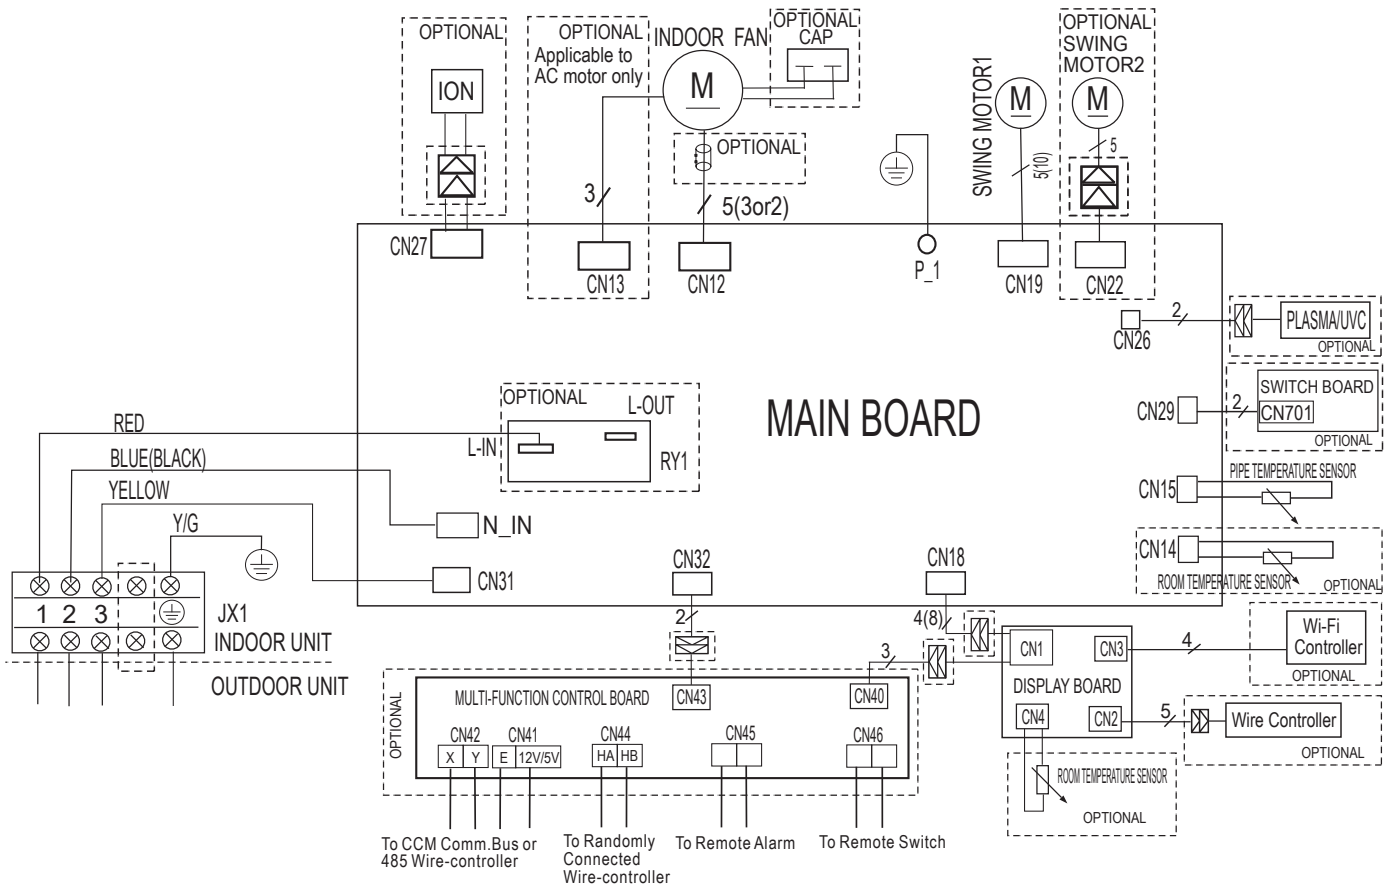 OPTIONAL
ION
CN27
OPTIONAL
Applicable to
AC motor only
3
CN13
INDOOR FAN
M
OPTIONAL
CAP
OPTIONAL
5(3or2)
CN12
P_1
SWING MOTOR1
M
5(10)
CN19
OPTIONAL
SWING
MOTOR2
M
5
CN22
CN26
2
PLASMA/UVC
OPTIONAL
CN29
2
SWITCH BOARD
CN701
OPTIONAL
CN15
PIPE TEMPERATURE SENSOR
CN14
ROOM TEMPERATURE SENSOR
OPTIONAL
MAIN BOARD
OPTIONAL
L-OUT
L-IN
RY1
RED
BLUE(BLACK)
YELLOW
Y/G
N_IN
CN31
1 2 3
JX1
INDOOR UNIT
OUTDOOR UNIT
CN32
2
CN18
4(8)
3
OPTIONAL
MULTI-FUNCTION CONTROL BOARD
CN43
CN40
CN42
X Y
CN41
E 12V/5V
CN44
HA HB
CN45
CN46
To CCM Comm.Bus or
485 Wire-controller
To Randomly
Connected
Wire-controller
To Remote Alarm
To Remote Switch
CN1
CN3
DISPLAY BOARD
CN4
CN2
4
Wi-Fi
Controller
OPTIONAL
5
Wire Controller
OPTIONAL
ROOM TEMPERATURE SENSOR
OPTIONAL